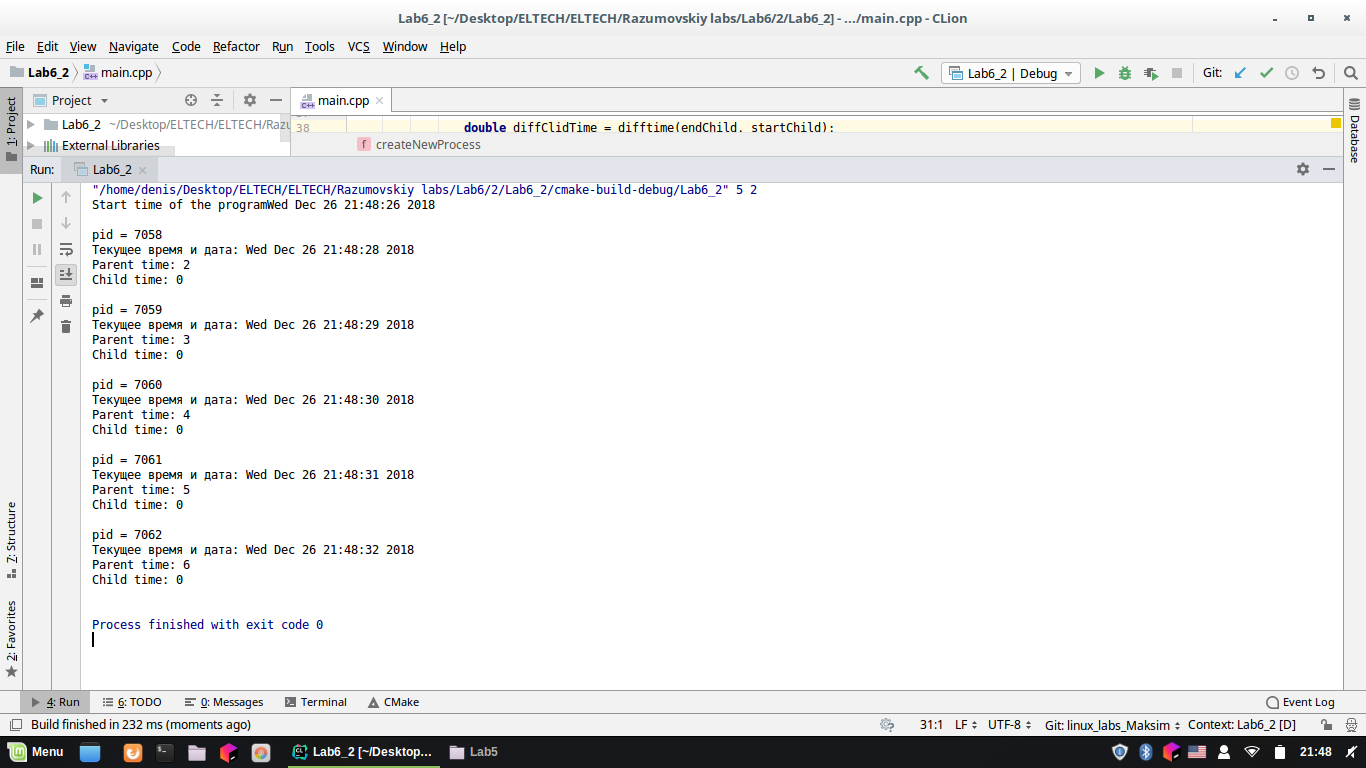 Lab6_2 [~/Desktop/ELTECH/ELTECH/Razumovskiy labs/Lab6/2/Lab6_2] - .../main.cpp - CLion
File Edit View Navigate Code Refactor Run Tools VCS Window Help
Lab6_2 main.cpp Lab6_2 | Debug Git:
1: Project
Project main.cpp
Lab6_2 ~/Desktop/ELTECH/ELTECH/Razu
38 double diffClidTime = difftime(endChild, startChild);
External Libraries f createNewProcess
Database
Run: Lab6_2
"/home/denis/Desktop/ELTECH/ELTECH/Razumovskiy labs/Lab6/2/Lab6_2/cmake-build-debug/Lab6_2" 5 2
Start time of the programWed Dec 26 21:48:26 2018
pid = 7058
Текущее время и дата: Wed Dec 26 21:48:28 2018
Parent time: 2
Child time: 0
pid = 7059
Текущее время и дата: Wed Dec 26 21:48:29 2018
Parent time: 3
Child time: 0
pid = 7060
Текущее время и дата: Wed Dec 26 21:48:30 2018
Parent time: 4
Child time: 0
pid = 7061
Текущее время и дата: Wed Dec 26 21:48:31 2018
Parent time: 5
Child time: 0
pid = 7062
Текущее время и дата: Wed Dec 26 21:48:32 2018
Parent time: 6
Child time: 0
Process finished with exit code 0
7: Structure
2: Favorites
4: Run 6: TODO 0: Messages Terminal CMake Event Log
Build finished in 232 ms (moments ago) 31:1 LF UTF-8 Git: linux_labs_Maksim Context: Lab6_2 [D]
Menu Lab6_2 [~/Desktop... Lab5 21:48